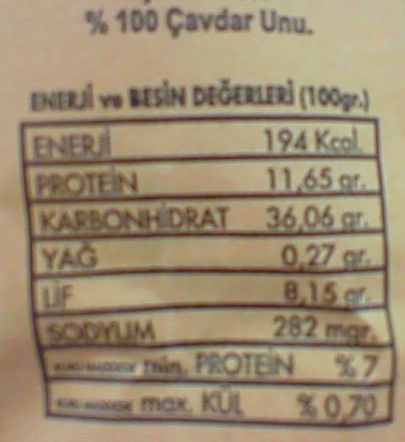 % 100 Çavdar Unu.
ENERJİ ve BESİN DEĞERLERİ (100gr.)
ENERJİ 194 Kcal.
PROTEİN 11,65 gr.
KARBONHİDRAT 36,06 gr.
YAĞ 0,27 gr.
LİF 8,15 gr.
SODYUM 282 mgr.
min. PROTEİN %7
max. KÜL % 0,70